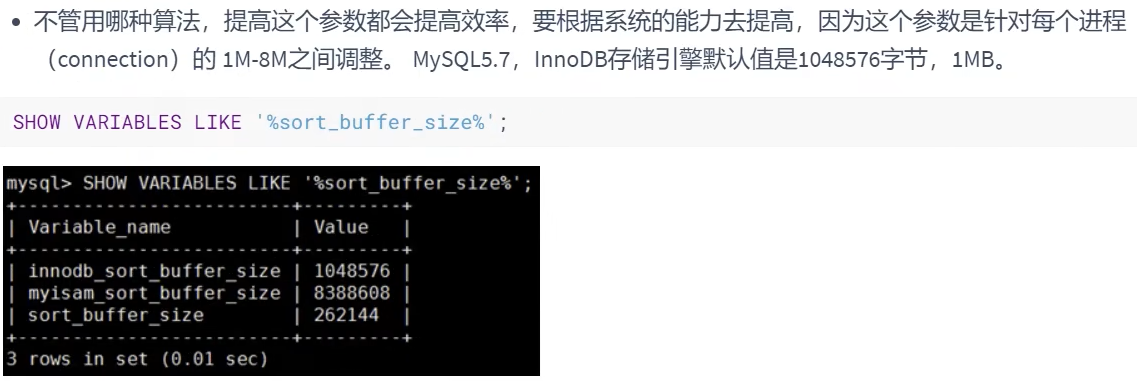 • 不管用哪种算法，提高这个参数都会提高效率，要根据系统的能力去提高，因为这个参数是针对每个进程
（connection）的 1M-8M之间调整。 MySQL5.7，InnoDB存储引擎默认值是1048576字节，1MB。
SHOW VARIABLES LIKE '%sort_buffer_size%';
mysql> SHOW VARIABLES LIKE '%sort_buffer_size%';
+-------------------------+---------+
| Variable_name           | Value   |
+-------------------------+---------+
| innodb_sort_buffer_size | 1048576 |
| myisam_sort_buffer_size | 8388608 |
| sort_buffer_size        | 262144  |
+-------------------------+---------+
3 rows in set (0.01 sec)